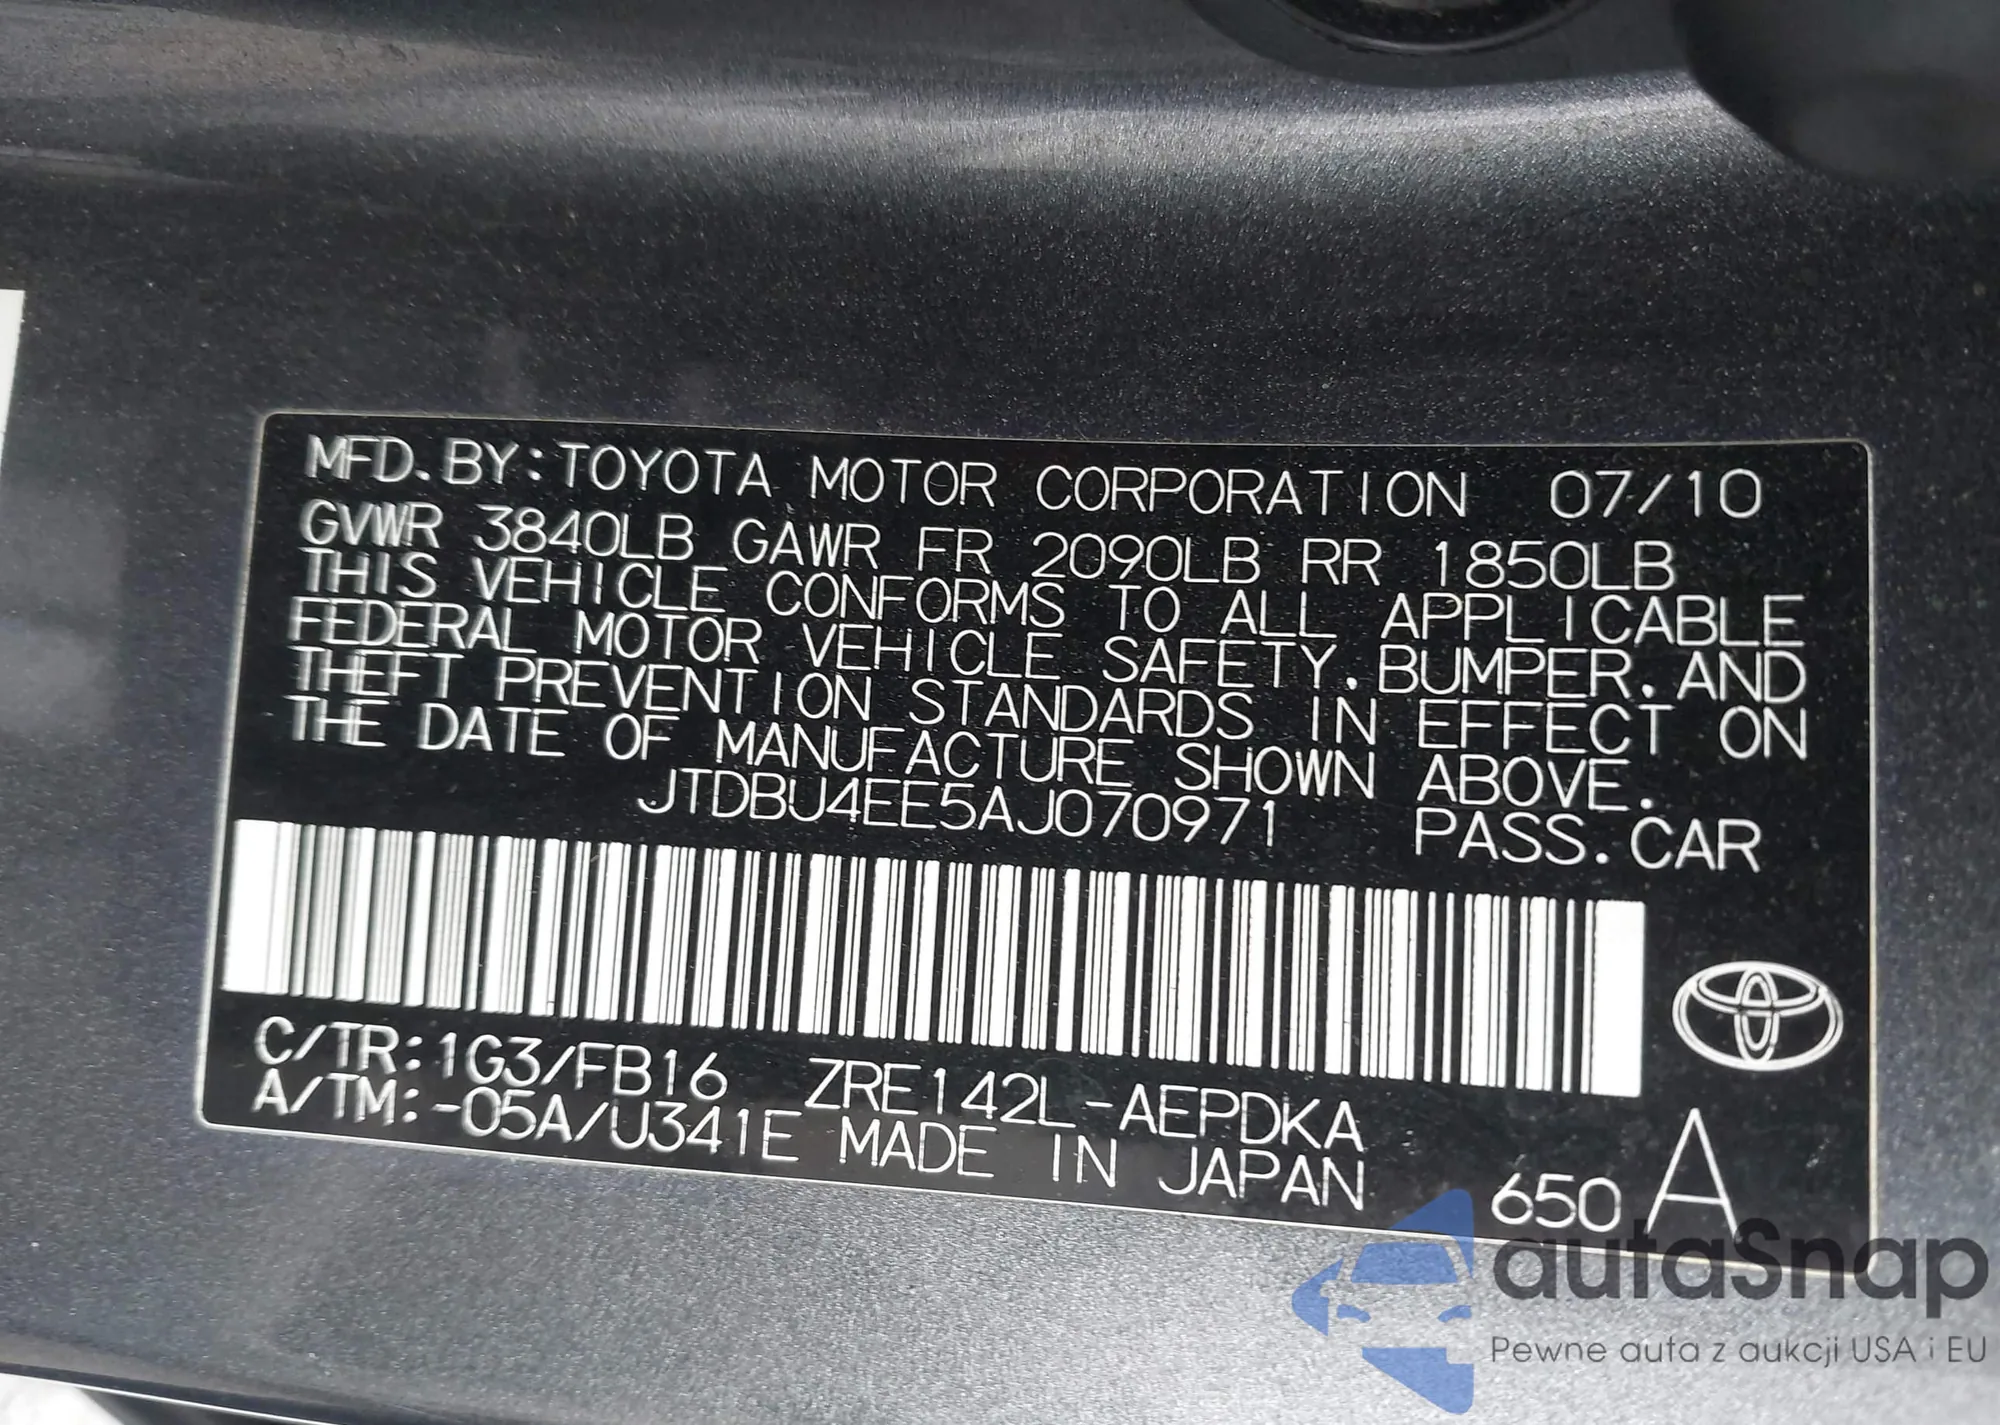 MFD.BY:TOYOTA MOTOR CORPORATION 07/10
GVWR 3840LB GAWR FR 2090LB RR 1850LB
THIS VEHICLE CONFORMS TO ALL APPLICABLE
FEDERAL MOTOR VEHICLE SAFETY.BUMPER.AND
THEFT PREVENTION STANDARDS IN EFFECT ON
THE DATE OF MANUFACTURE SHOWN ABOVE.
JTDBU4EE5AJ070971 PASS.CAR
C/TR:1G3/FB16 ZRE142L-AEPDKA
A/TM:-05A/U341E MADE IN JAPAN 650 A
autaSnap
Pewne auta z aukcji USA i EU